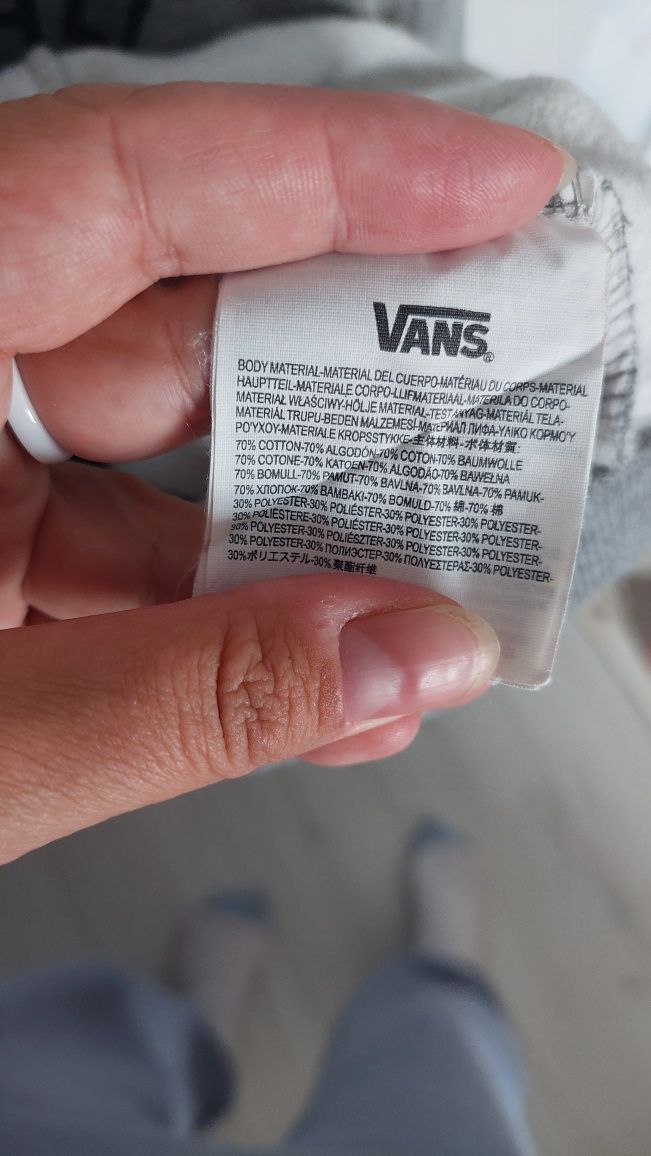 VANS®
BODY MATERIAL-MATERIAL DEL CUERPO-MATÉRIAU DU CORPS-MATERIAL
HAUPTTEIL-MATERIALE CORPO-LIJFMATERIAAL-MATERILA DO CORPO-
MATERIAŁ WŁAŚCIWY-HÖLJE MATERIAL-TESTANYAG-MATERIÁL TELA-
MATERIÁL TRUPU-BEDEN MALZEMESİ-МАТЕРИАЛ ЛИФА-ΥΛΙΚΟ ΚΟΡΜΟ'Υ
ΡΟ'ΥΧΟΥ-MATERIALE KROPSSTYKKE-主体材料-本体材質:
70% COTTON-70% ALGODÓN-70% COTON-70% BAUMWOLLE
70% COTONE-70% KATOEN-70% ALGODÃO-70% BAWEŁNA
70% BOMULL-70% PAMUT-70% BAVLNA-70% BAVLNA-70% PAMUK-
70% ХЛОПОК-70% ΒΑΜΒΑΚΙ-70% BOMULD-70% 綿-70% 棉
30% POLYESTER-30% POLIÉSTER-30% POLYESTER-30% POLYESTER-
30% POLIESTERE-30% POLIÉSTER-30% POLYESTER-30% POLYESTER-
30% POLYESTER-30% POLIÉSZTER-30% POLYESTER-30% POLYESTER-
30% POLYESTER-30% ПОЛИЭСТЕР-30% ΠΟΛΥΕΣΤΕΡΑΣ-30% POLYESTER-
30%ポリエステル-30% 聚酯纤维